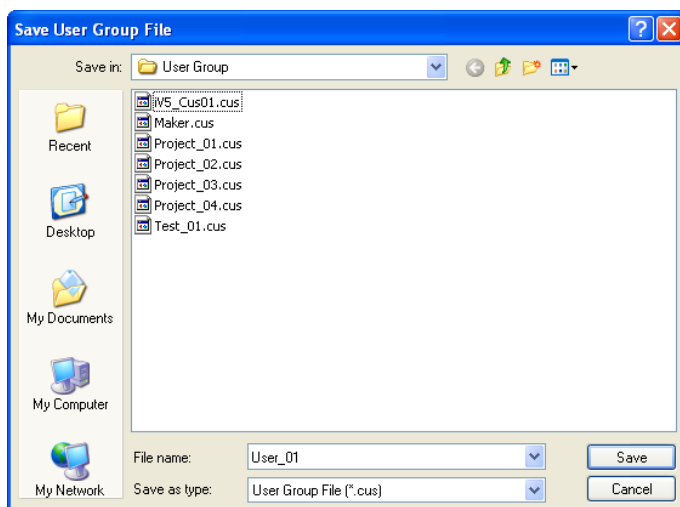 Save User Group File
Save in: User Group
Recent
Desktop
My Documents
My Computer
My Network
iV5_Cus01.cus
Maker.cus
Project_01.cus
Project_02.cus
Project_03.cus
Project_04.cus
Test_01.cus
File name: User_01 Save
Save as type: User Group File (*.cus) Cancel